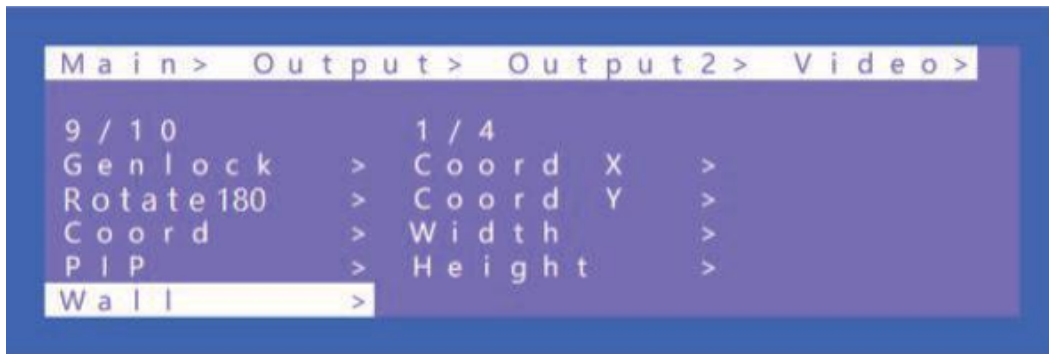 Main> Output> Output2> Video>
9/10 1/4
Genlock > Coord X >
Rotate180 > Coord Y >
Coord > Width >
PIP > Height >
Wall >